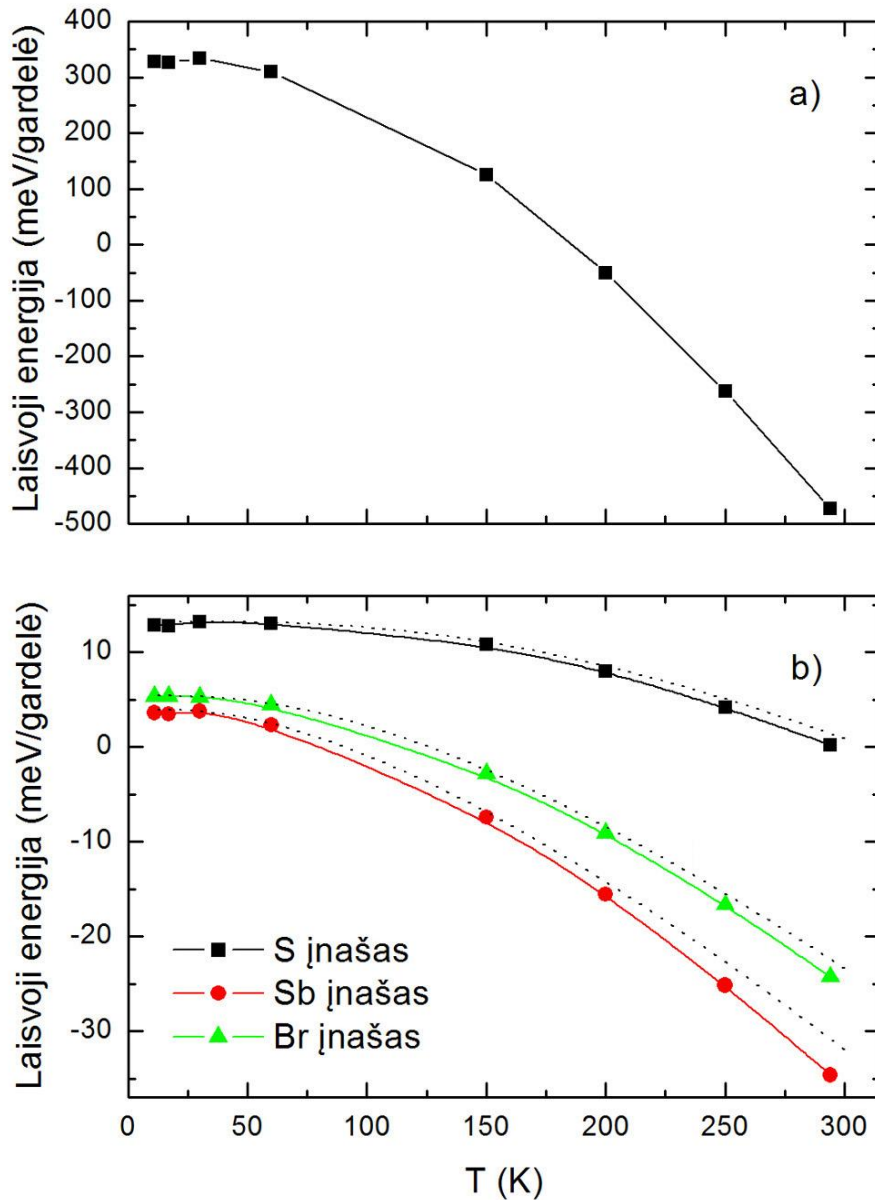 Laisvoji energija (meV/gardelė)
400
300
200
100
0
-100
-200
-300
-400
-500
a)
Laisvoji energija (meV/gardelė)
10
0
-10
-20
-30
b)
S įnašas
Sb įnašas
Br įnašas
0 50 100 150 200 250 300
T (K)